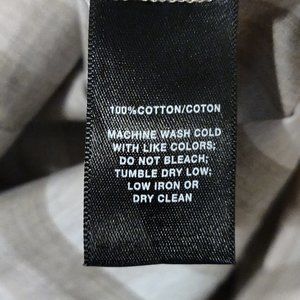 100%COTTON/COTON
MACHINE WASH COLD
WITH LIKE COLORS;
DO NOT BLEACH;
TUMBLE DRY LOW;
LOW IRON OR
DRY CLEAN